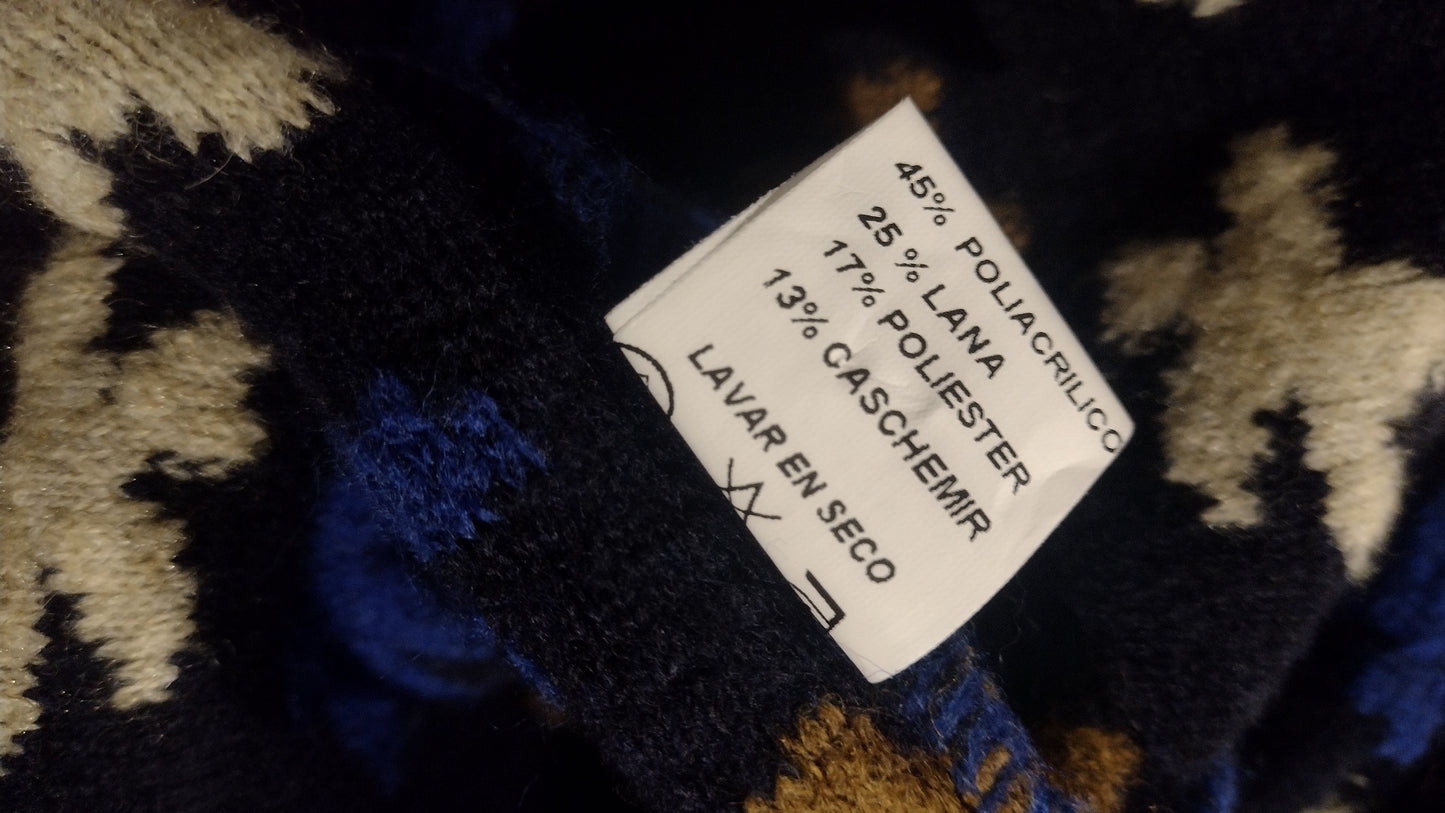 45% POLIACRILICO
25 % LANA
17% POLIESTER
13% CASCHEMIR
LAVAR EN SECO